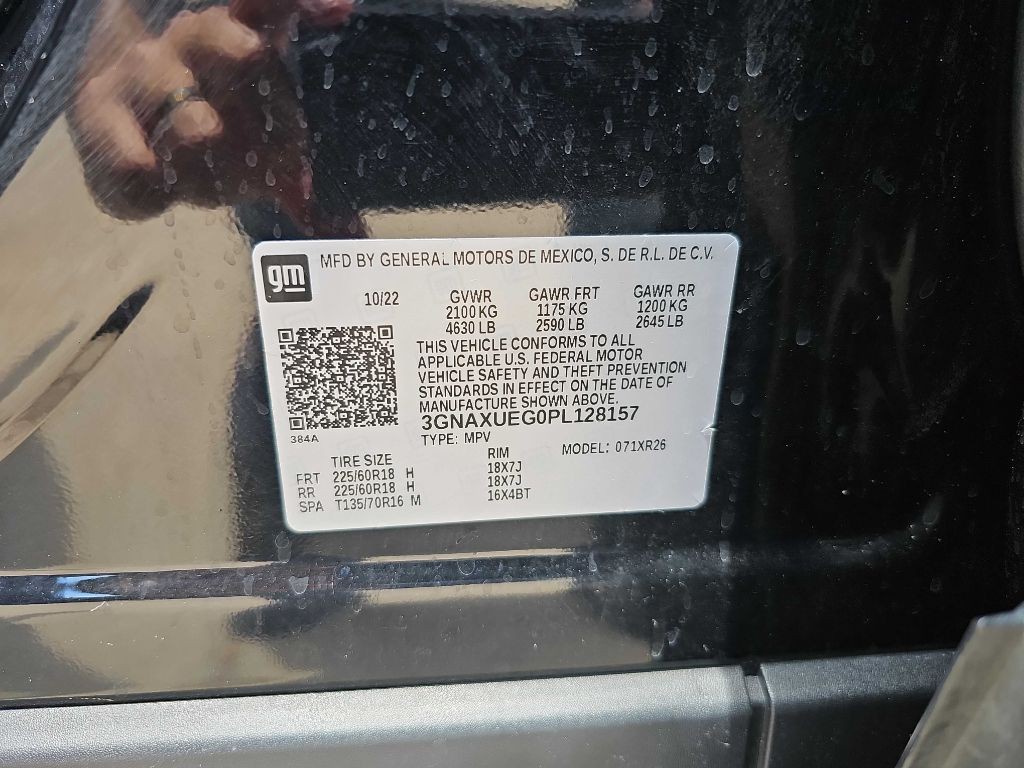 gm MFD BY GENERAL MOTORS DE MEXICO, S. DE R.L. DE C.V.
10/22 GVWR GAWR FRT GAWR RR
2100 KG 1175 KG 1200 KG
4630 LB 2590 LB 2645 LB
THIS VEHICLE CONFORMS TO ALL
APPLICABLE U.S. FEDERAL MOTOR
VEHICLE SAFETY AND THEFT PREVENTION
STANDARDS IN EFFECT ON THE DATE OF
MANUFACTURE SHOWN ABOVE.
3GNAXUEG0PL128157
384A
TYPE: MPV MODEL: 071XR26
TIRE SIZE RIM
FRT 225/60R18 H 18X7J
RR 225/60R18 H 18X7J
SPA T135/70R16 M 16X4BT